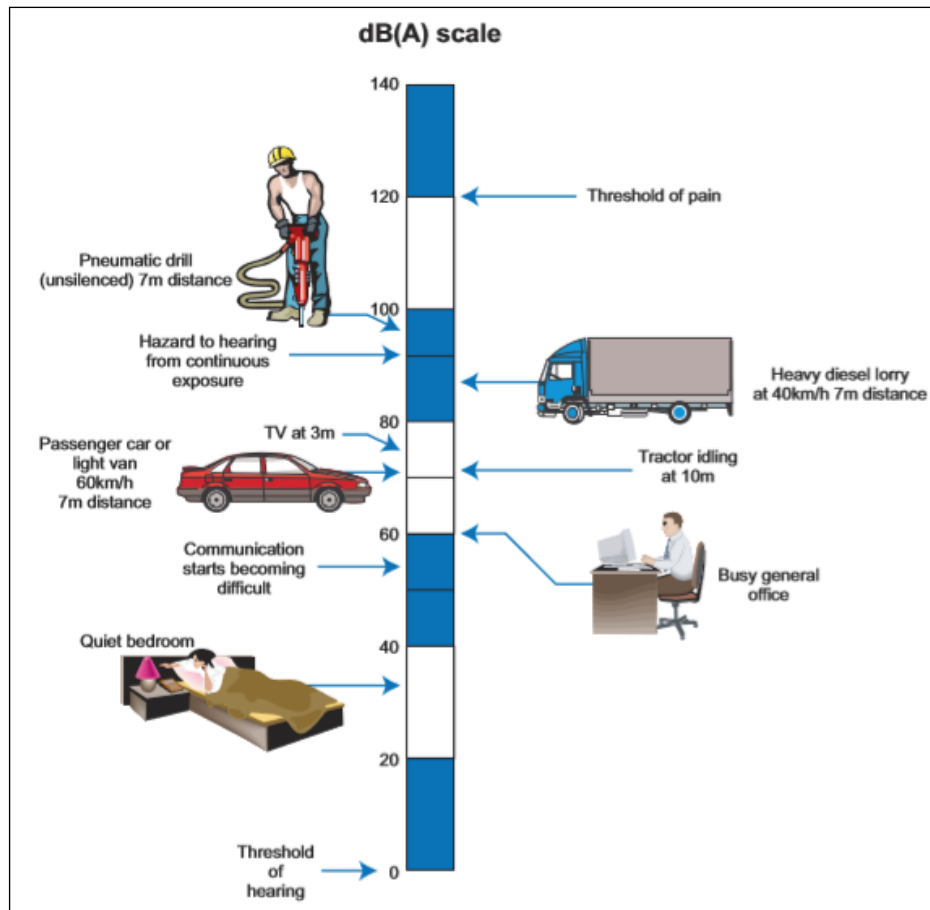 dB(A) scale
140
120
Threshold of pain
Pneumatic drill
(unsilenced) 7m distance
100
Hazard to hearing
from continuous
exposure
Heavy diesel lorry
at 40km/h 7m distance
80
TV at 3m
Passenger car or
light van
60km/h
7m distance
Tractor idling
at 10m
60
Communication
starts becoming
difficult
Busy general
office
Quiet bedroom
40
20
Threshold
of
hearing
0